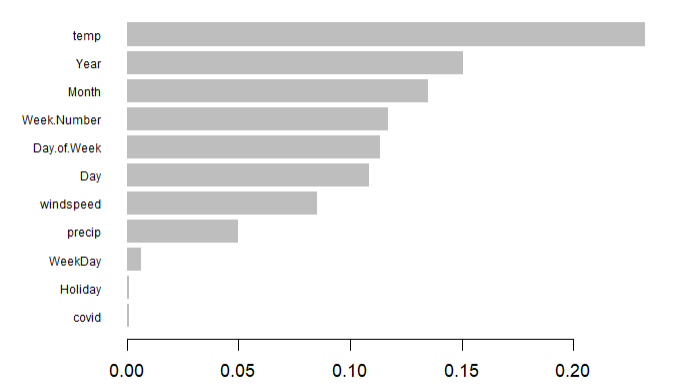 temp
Year
Month
Week.Number
Day.of.Week
Day
windspeed
precip
WeekDay
Holiday
covid
0.00 0.05 0.10 0.15 0.20